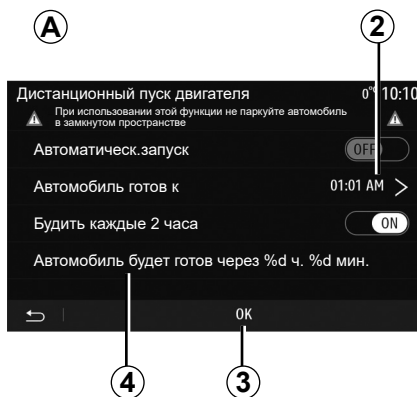 A
2
Дистанционный пуск двигателя 0° 10:10
При использовании этой функции не паркуйте автомобиль
в замкнутом пространстве
Автоматическ.запуск OFF
Автомобиль готов к 01:01 AM
Будить каждые 2 часа ON
Автомобиль будет готов через %d ч. %d мин.
OK
4
3